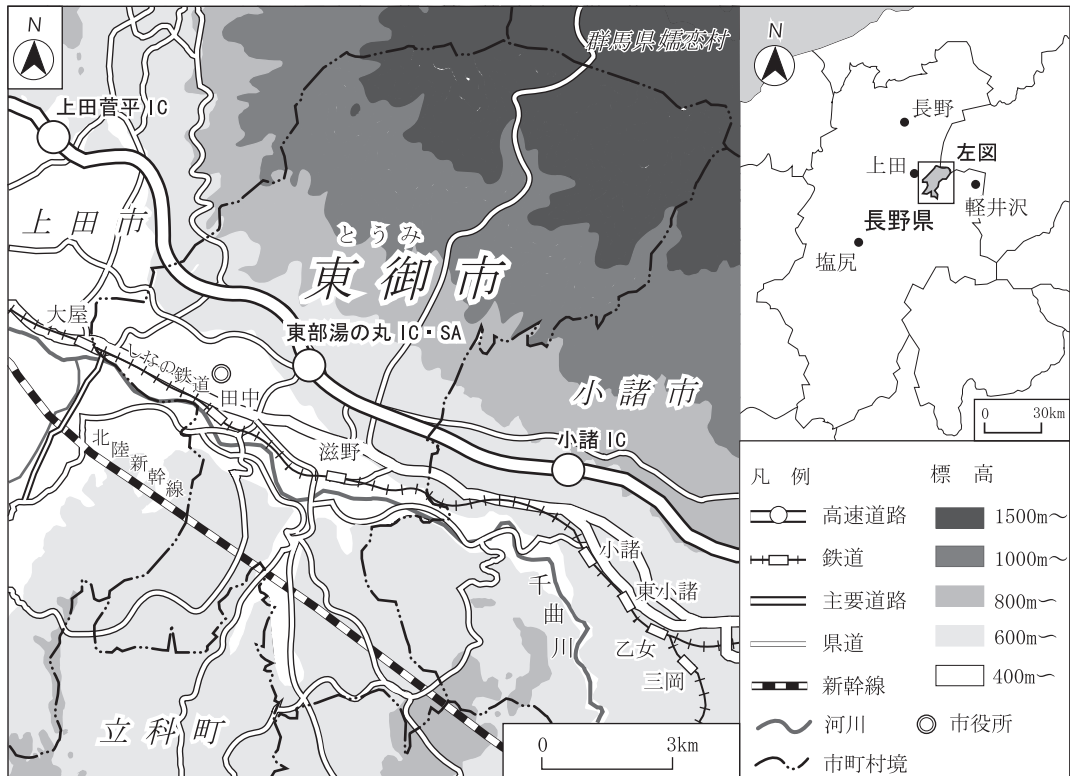 N
上田菅平 IC
上田市
とうみ
東御市
群馬県嬬恋村
大屋
しなの鉄道
田中
東部湯の丸 IC・SA
滋野
北陸新幹線
小諸市
小諸 IC
小諸
東小諸
乙女
三岡
千曲川
立科町
0 3km
N
長野
上田
左図
軽井沢
長野県
塩尻
0 30km
凡例
高速道路
鉄道
主要道路
県道
新幹線
河川
市役所
市町村境
標高
1500m～
1000m～
800m～
600m～
400m～